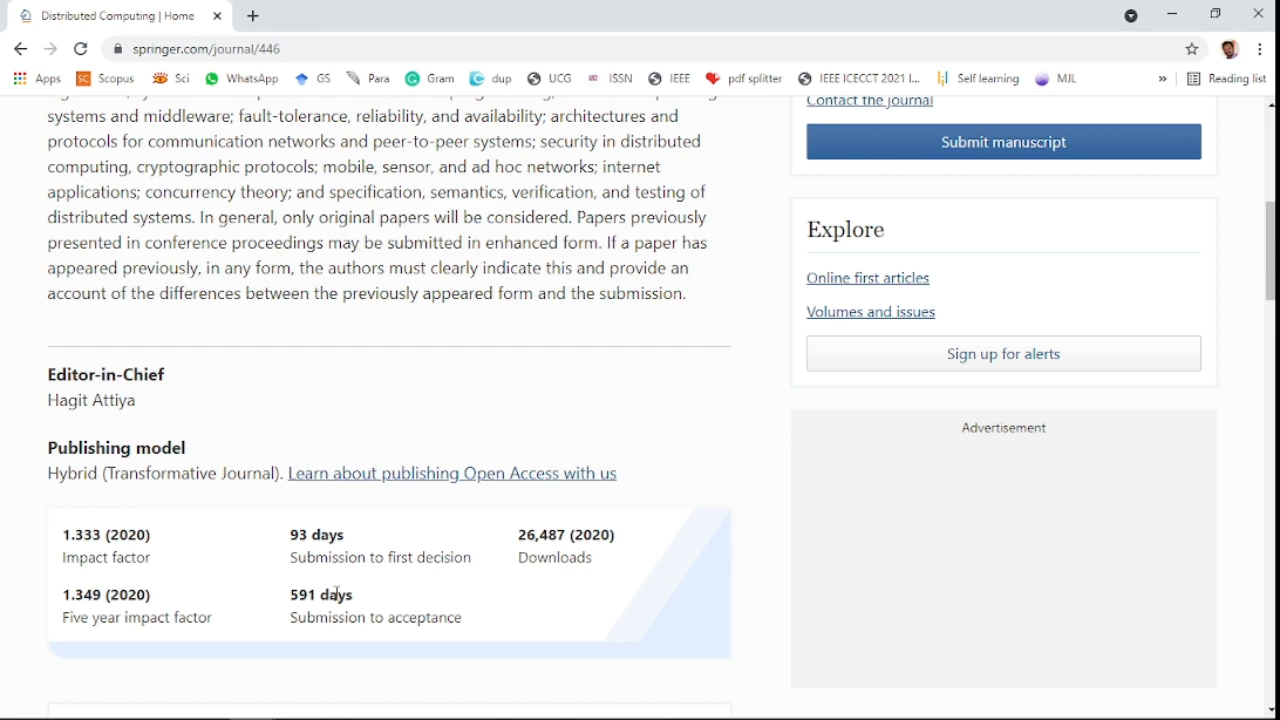 Distributed Computing | Home
springer.com/journal/446
Apps Scopus Sci WhatsApp GS Para Gram dup UCG ISSN IEEE pdf splitter IEEE ICECCT 2021 I... Self learning MJL » Reading list
systems and middleware; fault-tolerance, reliability, and availability; architectures and
protocols for communication networks and peer-to-peer systems; security in distributed
computing, cryptographic protocols; mobile, sensor, and ad hoc networks; internet
applications; concurrency theory; and specification, semantics, verification, and testing of
distributed systems. In general, only original papers will be considered. Papers previously
presented in conference proceedings may be submitted in enhanced form. If a paper has
appeared previously, in any form, the authors must clearly indicate this and provide an
account of the differences between the previously appeared form and the submission.
Editor-in-Chief
Hagit Attiya
Publishing model
Hybrid (Transformative Journal). Learn about publishing Open Access with us
1.333 (2020) 93 days 26,487 (2020)
Impact factor Submission to first decision Downloads
1.349 (2020) 591 days
Five year impact factor Submission to acceptance
Contact the journal
Submit manuscript
Explore
Online first articles
Volumes and issues
Sign up for alerts
Advertisement